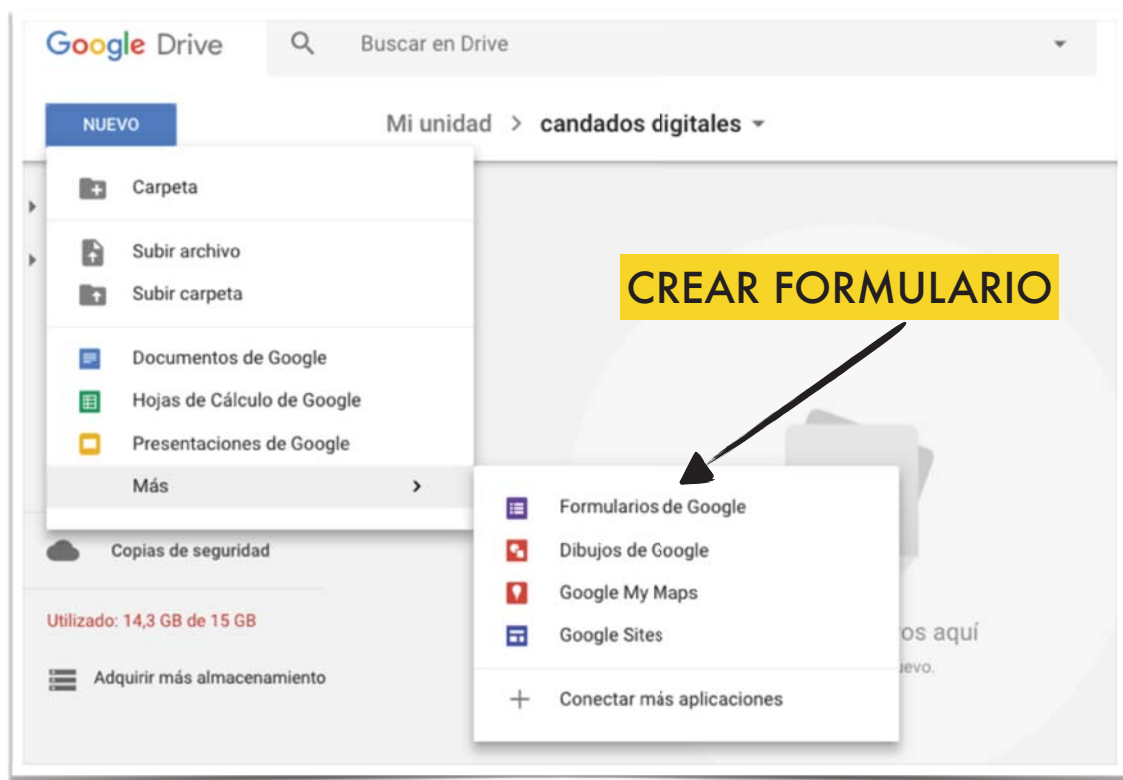 Google Drive
Buscar en Drive
NUEVO
Mi unidad > candados digitales
Carpeta
Subir archivo
Subir carpeta
CREAR FORMULARIO
Documentos de Google
Hojas de Cálculo de Google
Presentaciones de Google
Más >
Formularios de Google
Dibujos de Google
Google My Maps
Google Sites
Conectar más aplicaciones
Copias de seguridad
Utilizado: 14,3 GB de 15 GB
Adquirir más almacenamiento
aquí